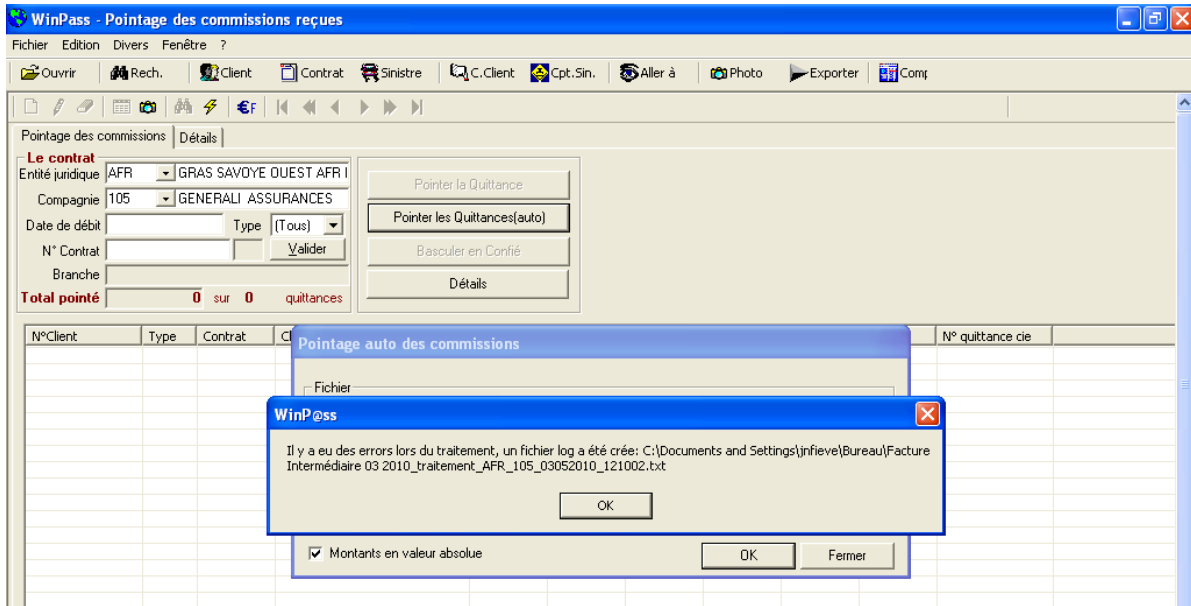 WinPass - Pointage des commissions reçues
Fichier Edition Divers Fenêtre ?
Ouvrir Rech. Client Contrat Sinistre C.Client Cpt.Sin. Aller à Photo Exporter
€F
Pointage des commissions Détails
Le contrat
Entité juridique AFR GRAS SAVOYE OUEST AFR
Pointer la Quittance
Compagnie 105 GENERALI ASSURANCES
Date de débit Type (Tous)
Pointer les Quittances(auto)
N° Contrat Valider
Basculer en Confié
Branche
Détails
Total pointé 0 sur 0 quittances
N°Client Type Contrat N° quittance cie
Pointage auto des commissions
Fichier
WinP@ss
Il y a eu des errors lors du traitement, un fichier log a été crée: C:\Documents and Settings\jnfieve\Bureau\Facture
Intermédiaire 03 2010_traitement_AFR_105_03052010_121002.txt
OK
Montants en valeur absolue OK Fermer